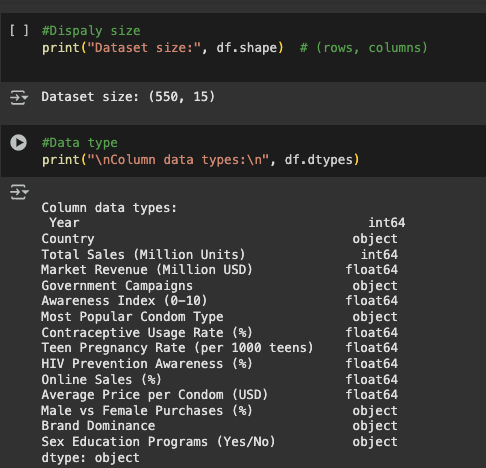 [ ] #Dispaly size
print("Dataset size:", df.shape)  # (rows, columns)
Dataset size: (550, 15)
#Data type
print("\nColumn data types:\n", df.dtypes)
Column data types:
 Year                                     int64
Country                                 object
Total Sales (Million Units)              int64
Market Revenue (Million USD)           float64
Government Campaigns                    object
Awareness Index (0-10)                 float64
Most Popular Condom Type                object
Contraceptive Usage Rate (%)           float64
Teen Pregnancy Rate (per 1000 teens)   float64
HIV Prevention Awareness (%)           float64
Online Sales (%)                       float64
Average Price per Condom (USD)         float64
Male vs Female Purchases (%)            object
Brand Dominance                         object
Sex Education Programs (Yes/No)         object
dtype: object